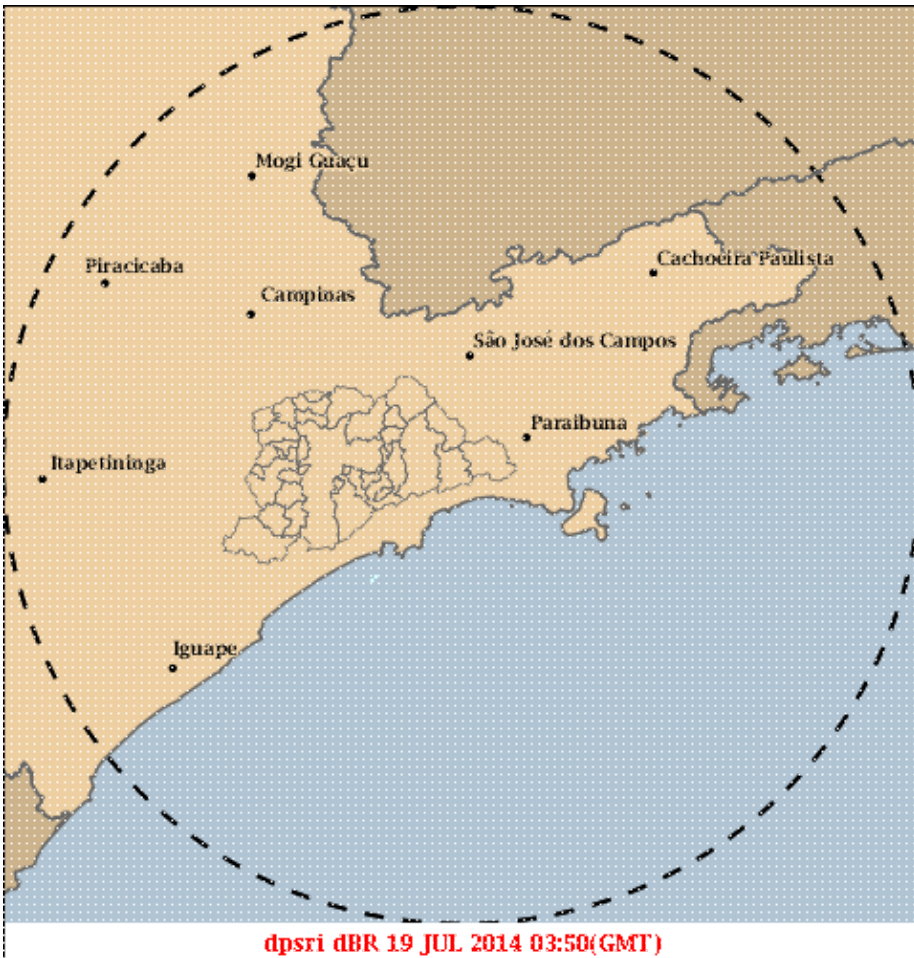 Mogi Guaçu
Cachoeira Paulista
Piracicaba
Campinas
São José dos Campos
Paraibuna
Itapetininga
Iguape
dpsri dBR 19 JUL 2014 03:50(GMT)